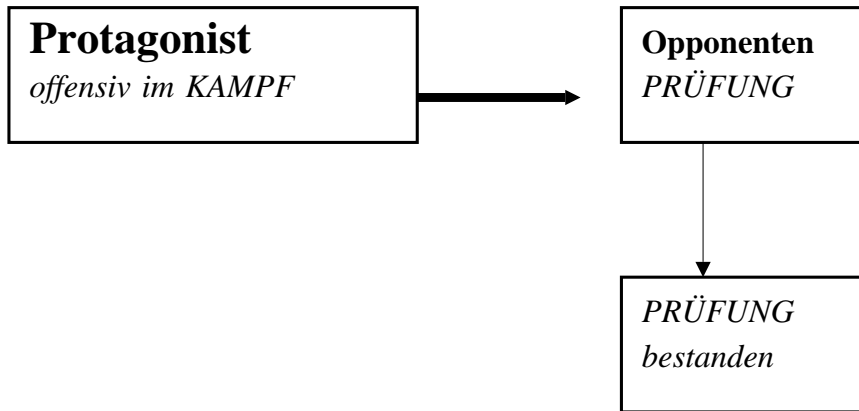 Protagonist
offensiv im KAMPF
Opponenten
PRÜFUNG
PRÜFUNG
bestanden